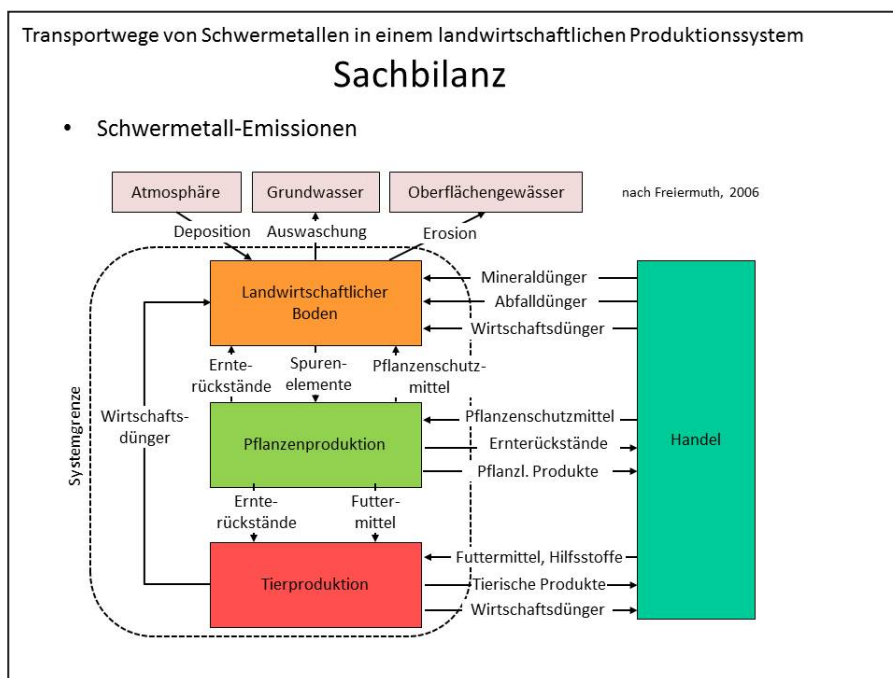 Transportwege von Schwermetallen in einem landwirtschaftlichen Produktionssystem
Sachbilanz
• Schwermetall-Emissionen
Atmosphäre
Grundwasser
Oberflächengewässer
nach Freiermuth, 2006
Deposition
Auswaschung
Erosion
Landwirtschaftlicher
Boden
Mineraldünger
Abfalldünger
Wirtschaftsdünger
Ernte-
rückstände
Spuren-
elemente
Pflanzenschutz-
mittel
Systemgrenze
Wirtschafts-
dünger
Pflanzenproduktion
Pflanzenschutzmittel
Ernterückstände
Pflanzl. Produkte
Handel
Ernte-
rückstände
Futter-
mittel
Tierproduktion
Futtermittel, Hilfsstoffe
Tierische Produkte
Wirtschaftsdünger